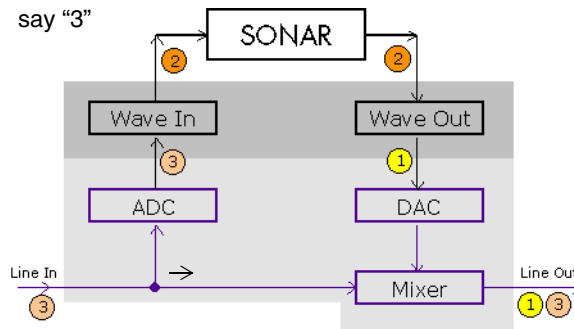 say “3”
SONAR
2
2
Wave In
Wave Out
3
1
ADC
DAC
Line In
Line Out
Mixer
3
1 3